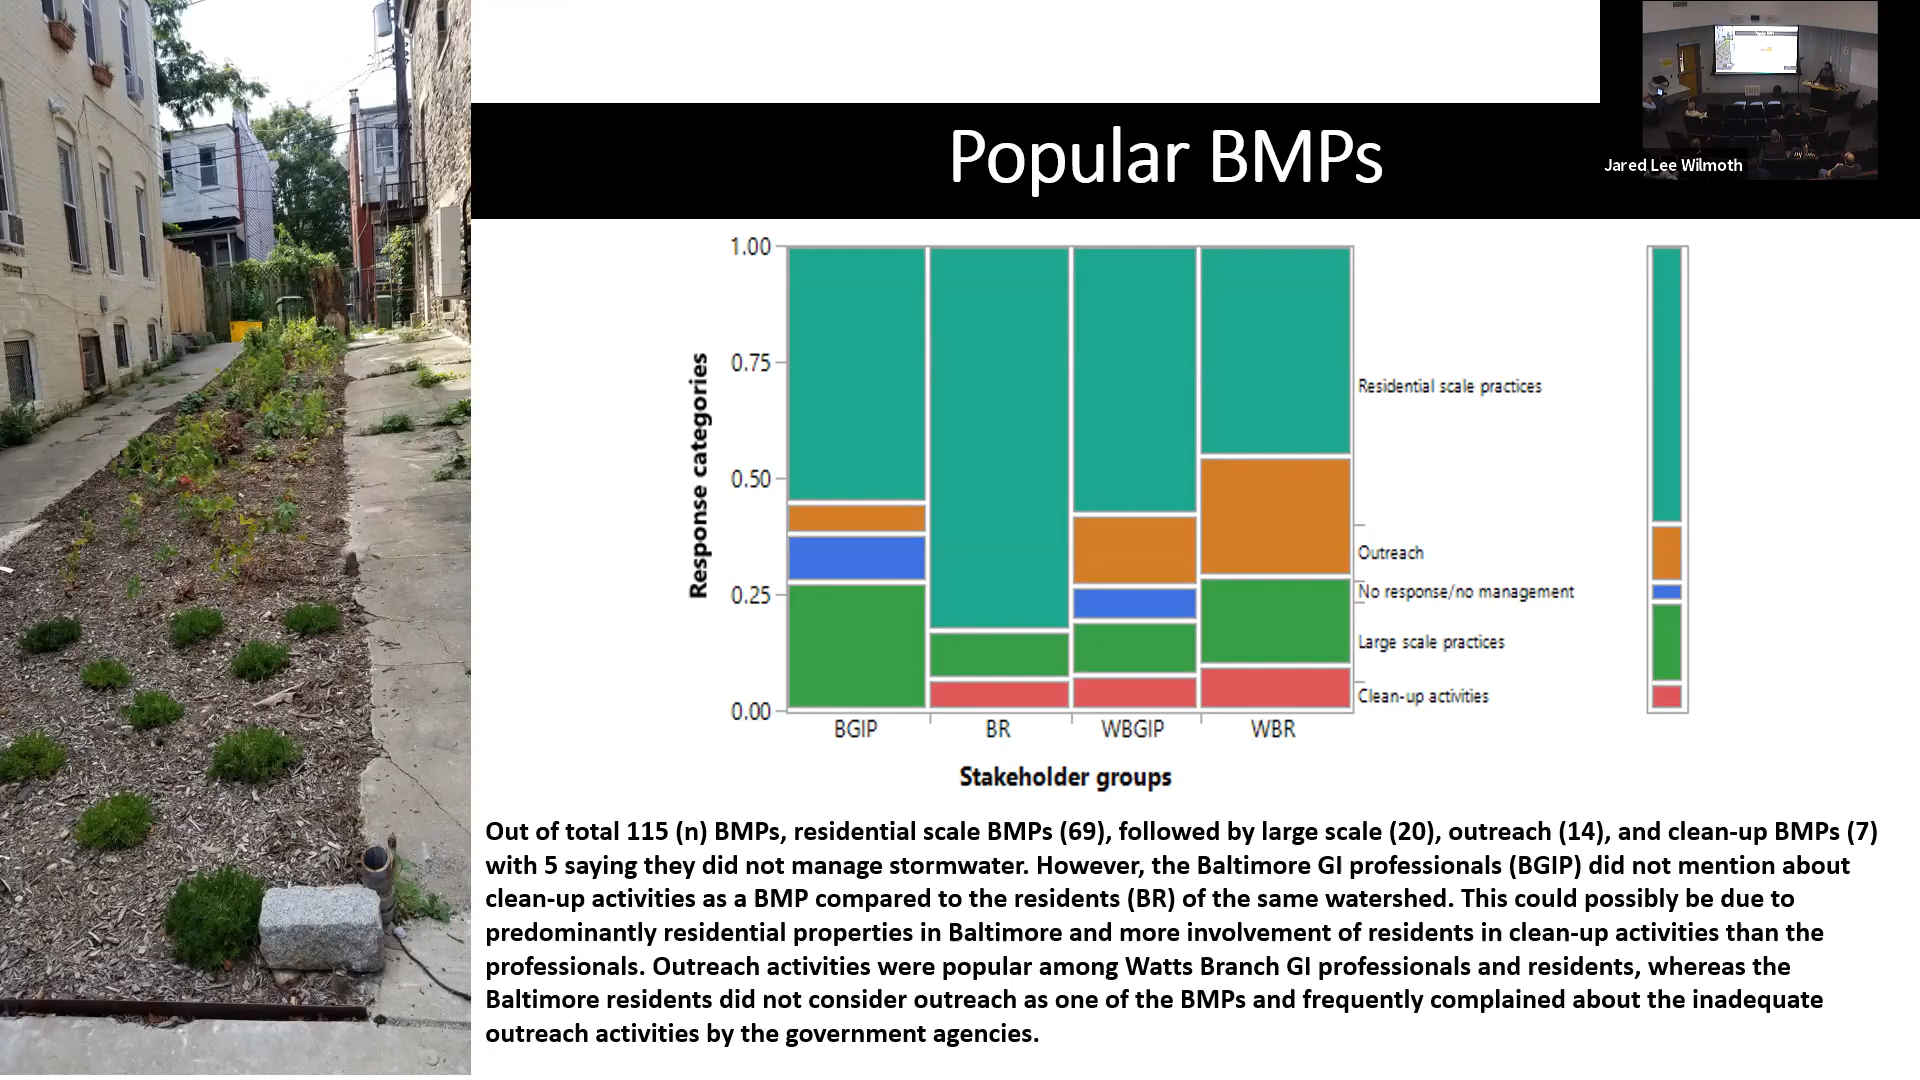 Popular BMPs
Jared Lee Wilmoth
1.00
0.75
0.50
0.25
0.00
Response categories
Residential scale practices
Outreach
No response/no management
Large scale practices
Clean-up activities
BGIP BR WBGIP WBR
Stakeholder groups
Out of total 115 (n) BMPs, residential scale BMPs (69), followed by large scale (20), outreach (14), and clean-up BMPs (7)
with 5 saying they did not manage stormwater. However, the Baltimore GI professionals (BGIP) did not mention about
clean-up activities as a BMP compared to the residents (BR) of the same watershed. This could possibly be due to
predominantly residential properties in Baltimore and more involvement of residents in clean-up activities than the
professionals. Outreach activities were popular among Watts Branch GI professionals and residents, whereas the
Baltimore residents did not consider outreach as one of the BMPs and frequently complained about the inadequate
outreach activities by the government agencies.